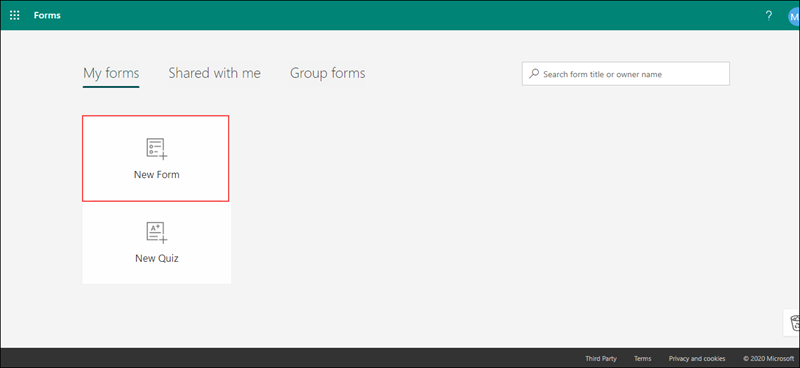 Forms
?
M
My forms
Shared with me
Group forms
Search form title or owner name
New Form
A+
New Quiz
Third Party
Terms
Privacy and cookies
© 2020 Microsoft